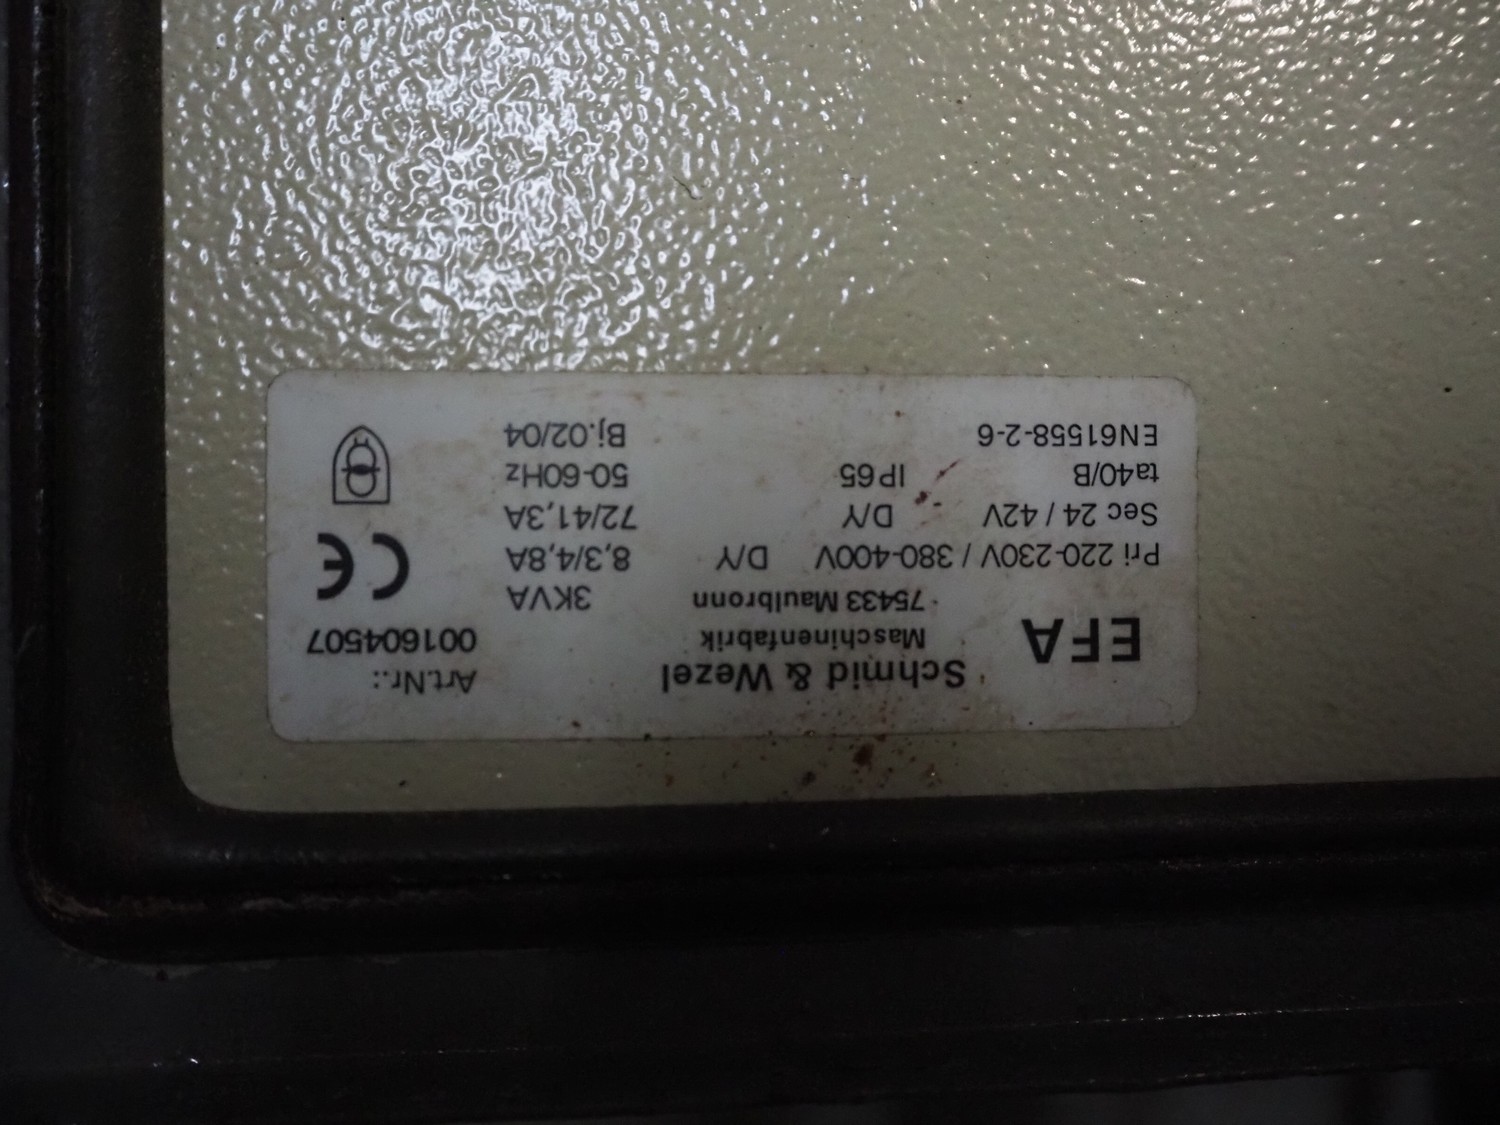 EFA
Schmid & Wezel
Maschinenfabrik
75433 Maulbronn
Art.Nr.:
001604507
3KVA
Pri 220-230V / 380-400V D/Y 8,3/4,8A
Sec 24 / 42V D/Y 72/41,3A
ta40/B IP65 50-60Hz
EN61558-2-6 Bj.02/04
CE